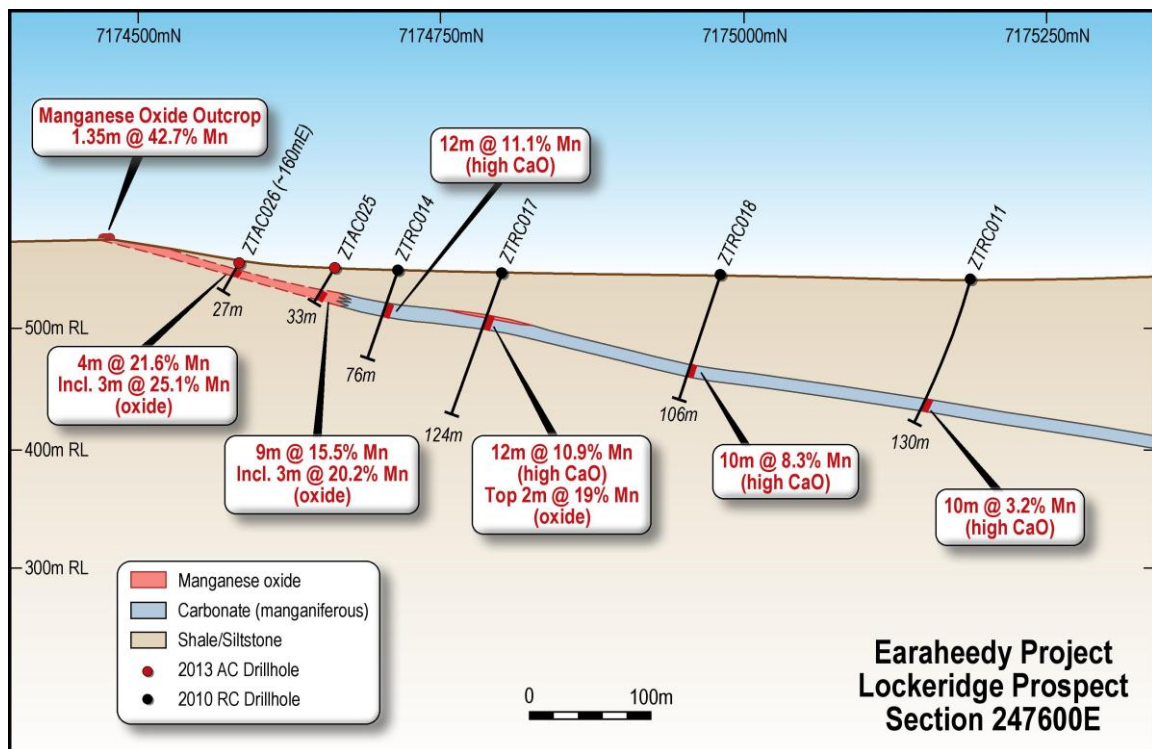 7174500mN
7174750mN
7175000mN
7175250mN
Manganese Oxide Outcrop
1.35m @ 42.7% Mn
12m @ 11.1% Mn
(high CaO)
ZTAC026 (~160mE)
ZTAC025
ZTRC014
ZTRC017
ZTRC018
ZTRC011
27m
33m
76m
124m
106m
130m
500m RL
400m RL
300m RL
4m @ 21.6% Mn
Incl. 3m @ 25.1% Mn
(oxide)
9m @ 15.5% Mn
Incl. 3m @ 20.2% Mn
(oxide)
12m @ 10.9% Mn
(high CaO)
Top 2m @ 19% Mn
(oxide)
10m @ 8.3% Mn
(high CaO)
10m @ 3.2% Mn
(high CaO)
Manganese oxide
Carbonate (manganiferous)
Shale/Siltstone
2013 AC Drillhole
2010 RC Drillhole
0 100m
Earaheedy Project
Lockeridge Prospect
Section 247600E